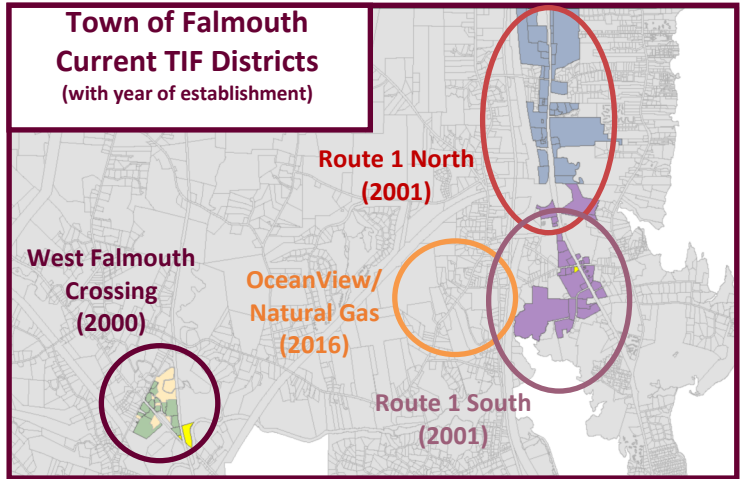 Town of Falmouth
Current TIF Districts
(with year of establishment)
Route 1 North
(2001)
West Falmouth
Crossing
(2000)
OceanView/
Natural Gas
(2016)
Route 1 South
(2001)